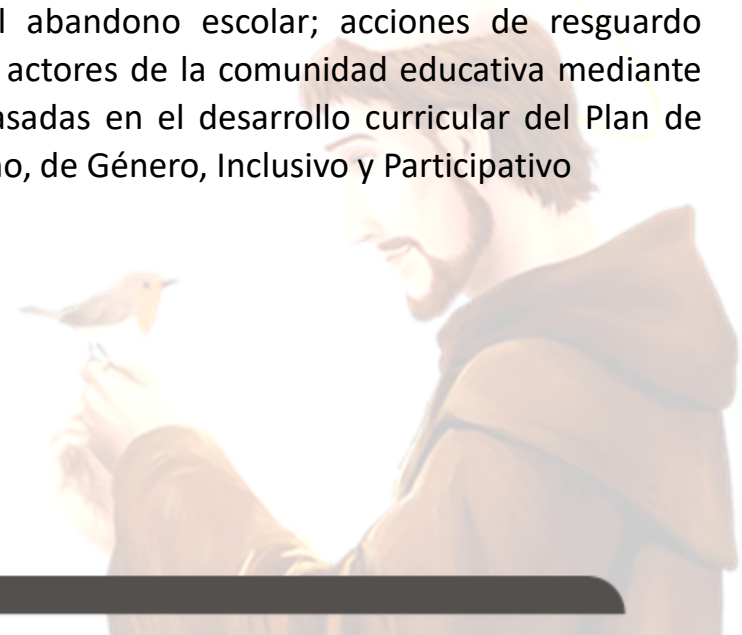 l abandono escolar; acciones de resguardo
actores de la comunidad educativa mediante
asadas en el desarrollo curricular del Plan de
no, de Género, Inclusivo y Participativo